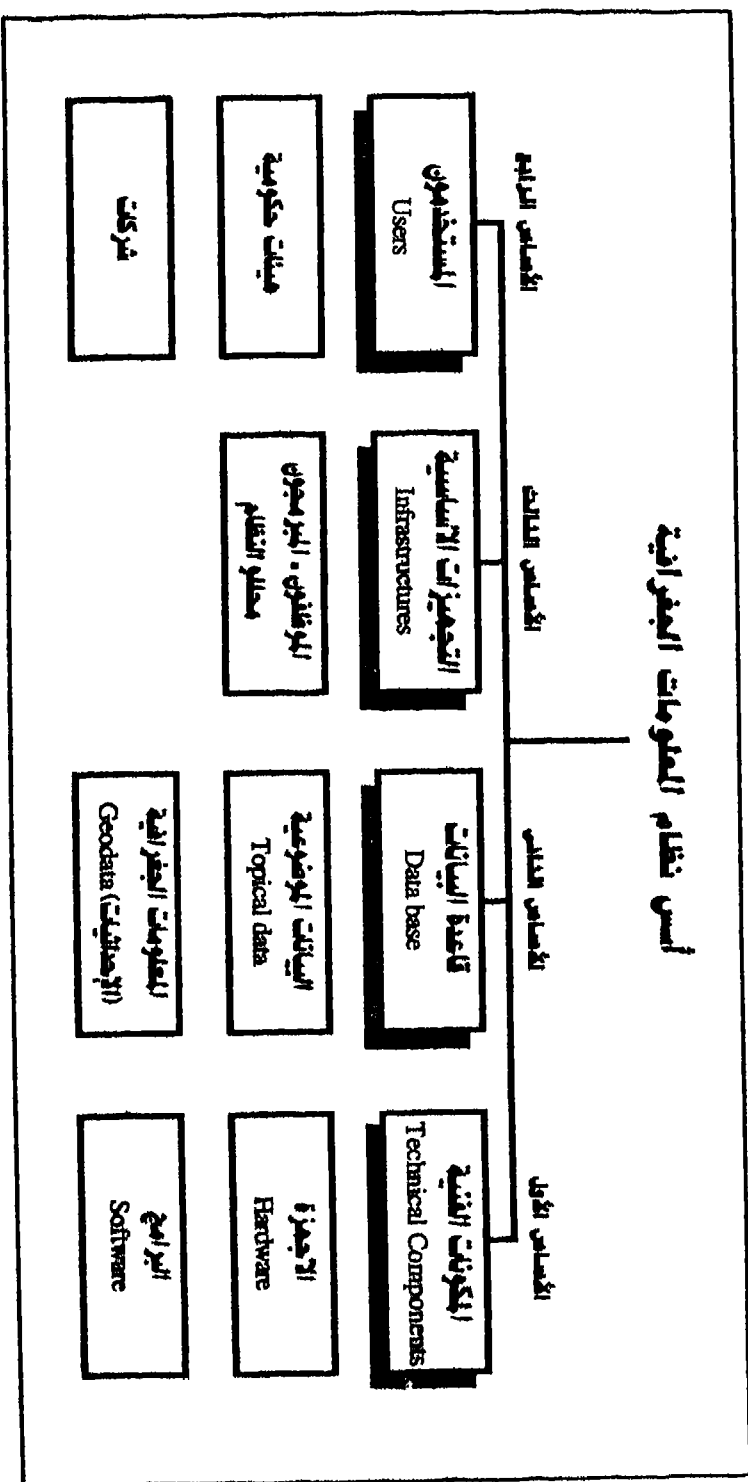 أسس نظام المعلومات الجغرافية
الأساس الأول
الأساس الثاني
الأساس الثالث
الأساس الرابع
المكونات الفنية
Technical Components
قاعدة البيانات
Data base
التجهيزات الأساسية
Infrastructures
المستخدمون
Users
الأجهزة
Hardware
البيانات الموضوعية
Topical data
الموظفون - المبرمجون
محللو النظام
هيئات حكومية
البرامج
Software
المعلومات الجغرافية
(الإحداثيات) Geodata
شركات